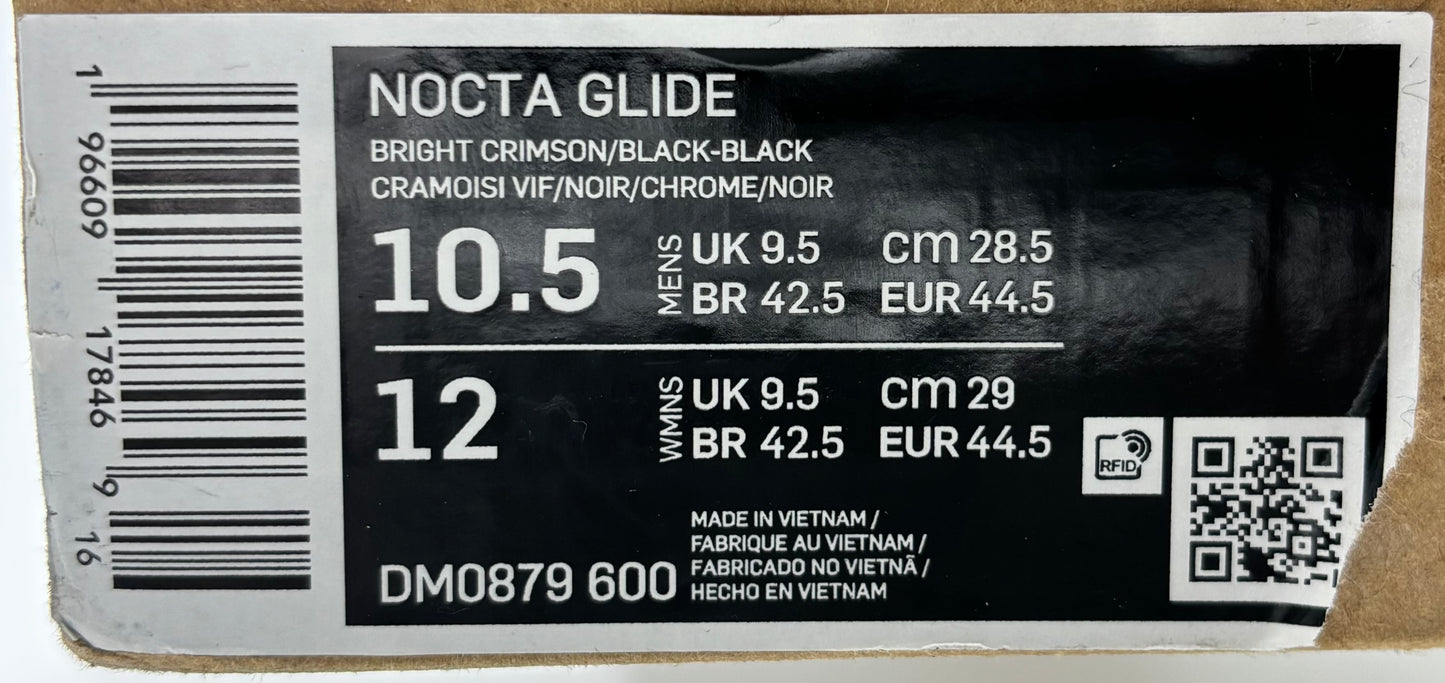 1 96609 17846 9 16
NOCTA GLIDE
BRIGHT CRIMSON/BLACK-BLACK
CRAMOISI VIF/NOIR/CHROME/NOIR
10.5 MENS UK 9.5 cm 28.5
BR 42.5 EUR 44.5
12 WMNS UK 9.5 cm 29
BR 42.5 EUR 44.5
RFID
MADE IN VIETNAM /
FABRIQUE AU VIETNAM /
FABRICADO NO VIETNÃ /
DM0879 600 HECHO EN VIETNAM